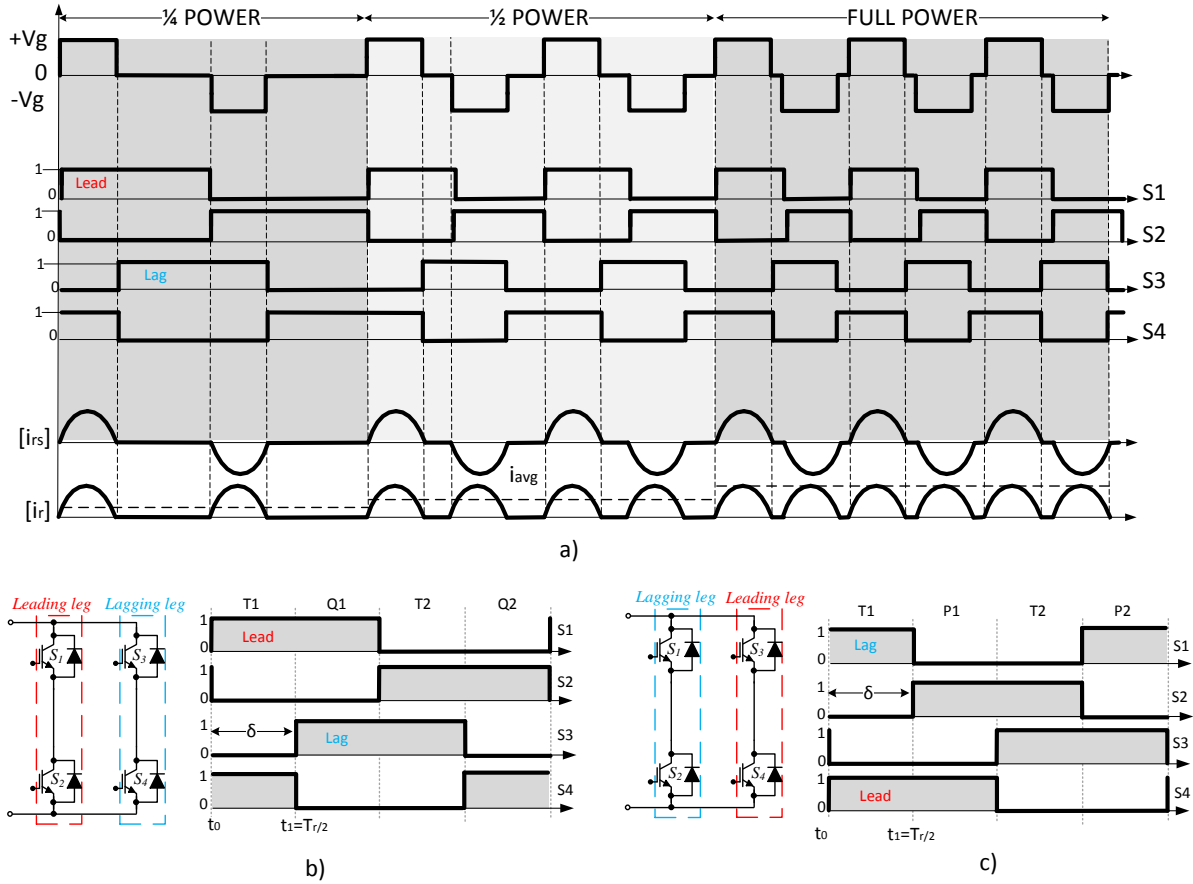 ¼ POWER ½ POWER FULL POWER
+Vg
0
-Vg
1
0
Lead
S1
1
0
S2
1
0
Lag
S3
1
0
S4
[irs]
iavg
[ir]
a)
Leading leg Lagging leg
S1 S3
S2 S4
T1 Q1 T2 Q2
1
0
Lead
S1
1
0
S2
δ
1
0
Lag
S3
1
0
S4
t0 t1=Tr/2
b)
Lagging leg Leading leg
S1 S3
S2 S4
T1 P1 T2 P2
1
0
Lag
S1
δ
1
0
S2
1
0
S3
1
0
Lead
S4
t0 t1=Tr/2
c)